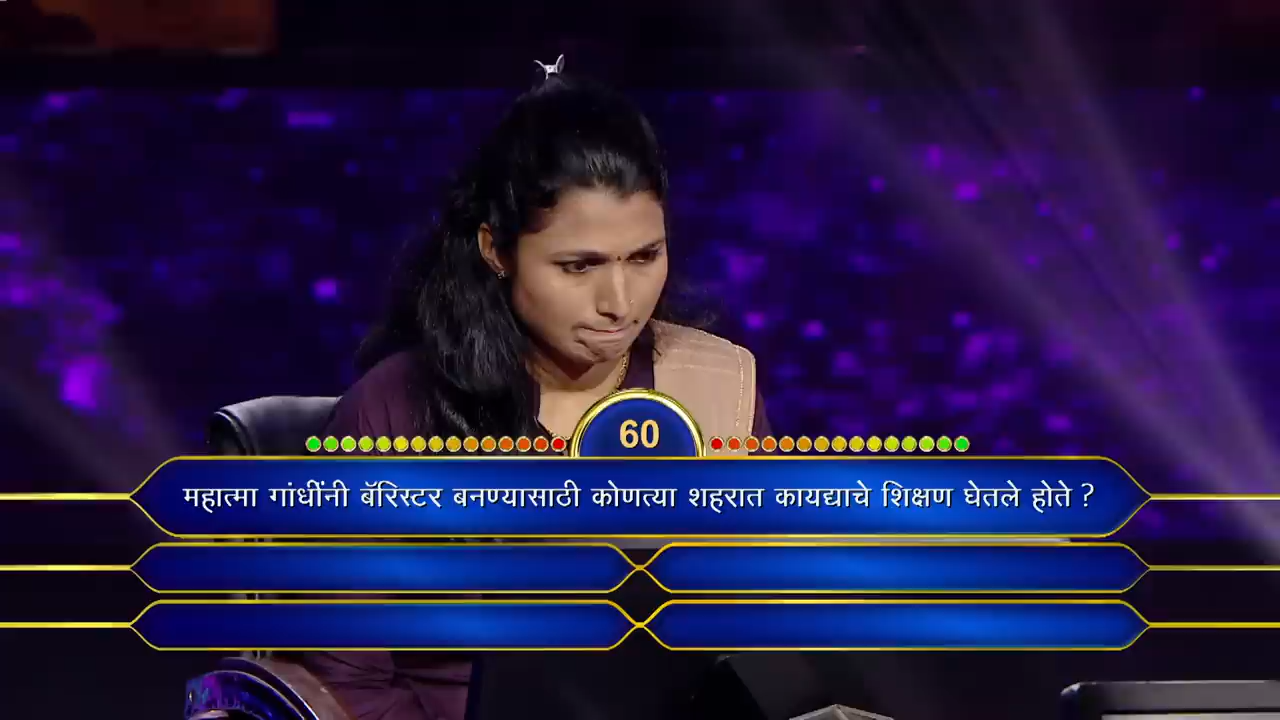 60
महात्मा गांधींनी बॅरिस्टर बनण्यासाठी कोणत्या शहरात कायद्याचे शिक्षण घेतले होते ?